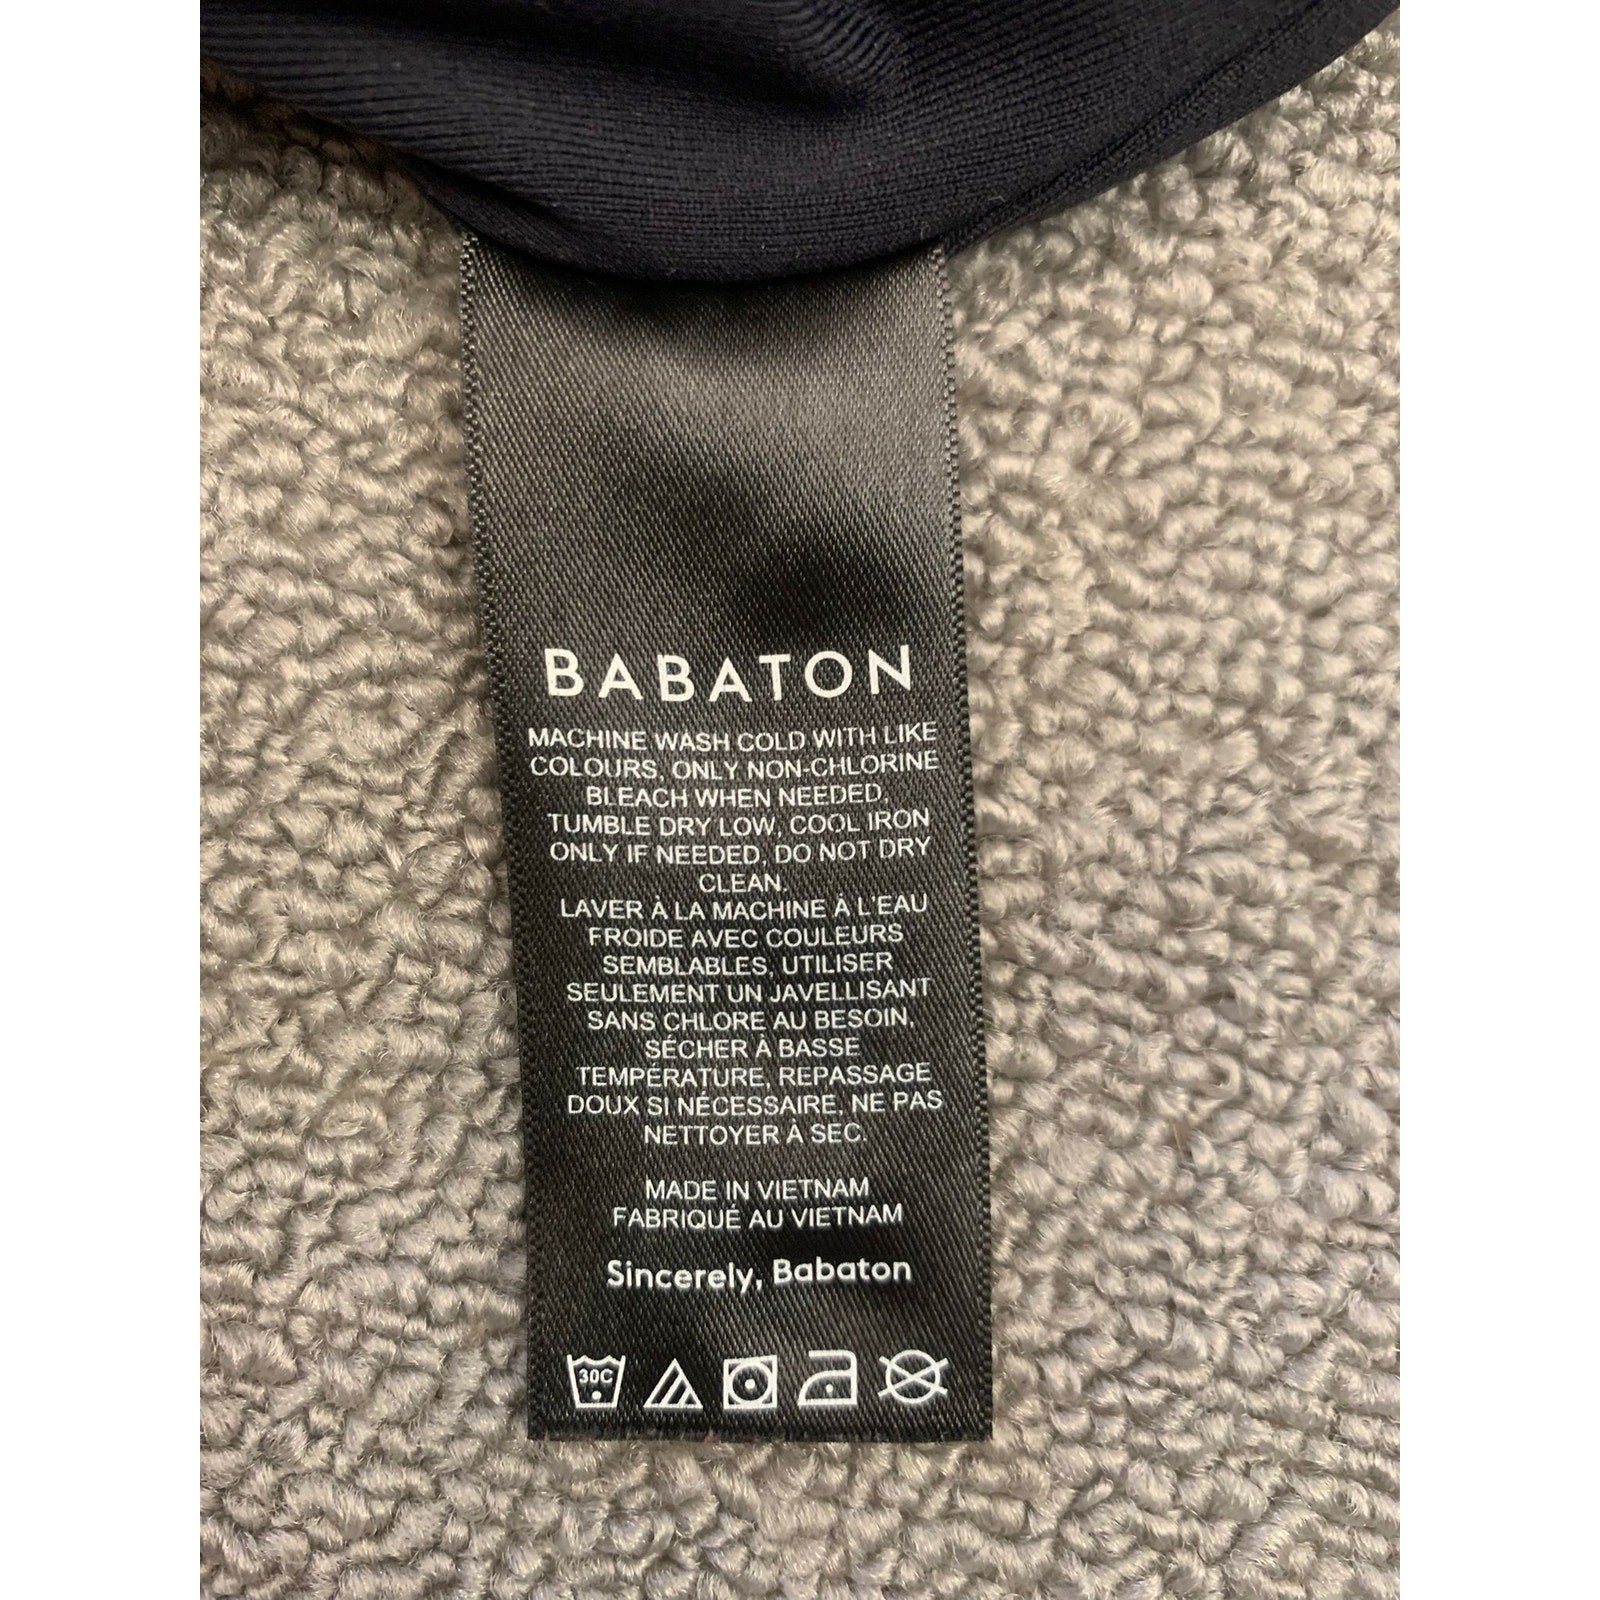 BABATON
MACHINE WASH COLD WITH LIKE
COLOURS, ONLY NON-CHLORINE
BLEACH WHEN NEEDED,
TUMBLE DRY LOW, COOL IRON
ONLY IF NEEDED, DO NOT DRY
CLEAN.
LAVER À LA MACHINE À L'EAU
FROIDE AVEC COULEURS
SEMBLABLES, UTILISER
SEULEMENT UN JAVELLISANT
SANS CHLORE AU BESOIN,
SÉCHER À BASSE
TEMPÉRATURE, REPASSAGE
DOUX SI NÉCESSAIRE, NE PAS
NETTOYER À SEC.
MADE IN VIETNAM
FABRIQUÉ AU VIETNAM
Sincerely, Babaton
30C